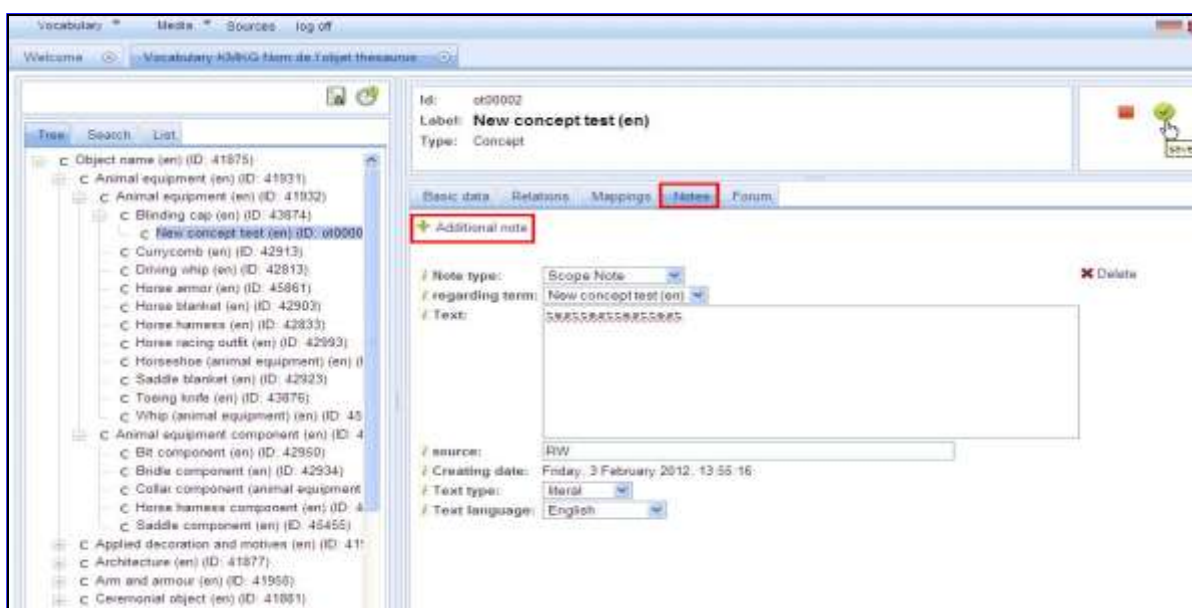 Vocabulary Media Sources log off
Welcome Vocabulary KMKG Nom de l'objet thesaurus
Tree Search List
C Object name (en) (ID: 41875)
C Animal equipment (en) (ID: 41931)
C Animal equipment (en) (ID: 41932)
C Blinding cap (en) (ID: 43874)
C New concept test (en) (ID: ot0000
C Currycomb (en) (ID: 42913)
C Driving whip (en) (ID: 42813)
C Horse armor (en) (ID: 45861)
C Horse blanket (en) (ID: 42903)
C Horse harness (en) (ID: 42833)
C Horse racing outfit (en) (ID: 42993)
C Horseshoe (animal equipment) (en) (I
C Saddle blanket (en) (ID: 42923)
C Toeing knife (en) (ID: 43876)
C Whip (animal equipment) (en) (ID: 45
C Animal equipment component (en) (ID: 4
C Bit component (en) (ID: 42950)
C Bridle component (en) (ID: 42934)
C Collar component (animal equipment
C Horse harness component (en) (ID: 4
C Saddle component (en) (ID: 45455)
C Applied decoration and motives (en) (ID: 41
C Architecture (en) (ID: 41877)
C Arm and armour (en) (ID: 41956)
C Ceremonial object (en) (ID: 41881)
Id: ot00002
Label: New concept test (en)
Type: Concept
save
Basic data Relations Mappings Notes Forum
Additional note
Note type: Scope Note
Delete
regarding term: New concept test (en)
Text: testtesttesttest
source: RW
Creating date: Friday, 3 February 2012, 13:55:16
Text type: literal
Text language: English